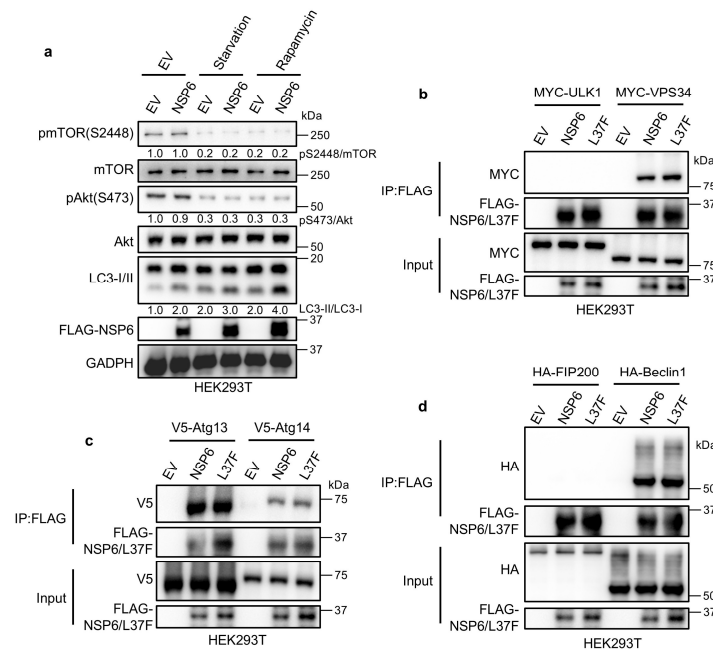 a
EV Starvation Rapamycin
EV NSP6 EV NSP6 EV NSP6
kDa
pmTOR(S2448) 250
1.0 1.0 0.2 0.2 0.2 0.2 pS2448/mTOR
mTOR 250
pAkt(S473) 50
1.0 0.9 0.3 0.3 0.3 0.3 pS473/Akt
Akt 50
20
LC3-I/II
1.0 2.0 2.0 3.0 2.0 4.0 LC3-II/LC3-I
FLAG-NSP6 37
GADPH 37
HEK293T
b
MYC-ULK1 MYC-VPS34
EV NSP6 L37F EV NSP6 L37F
kDa
IP:FLAG
MYC 75
FLAG-
NSP6/L37F 37
Input
MYC 75
FLAG-
NSP6/L37F 37
HEK293T
c
V5-Atg13 V5-Atg14
EV NSP6 L37F EV NSP6 L37F
kDa
IP:FLAG
V5 75
FLAG-
NSP6/L37F 37
Input
V5 75
FLAG-
NSP6/L37F 37
HEK293T
d
HA-FIP200 HA-Beclin1
EV NSP6 L37F EV NSP6 L37F
kDa
IP:FLAG
HA 50
FLAG-
NSP6/L37F 37
Input
HA 50
FLAG-
NSP6/L37F 37
HEK293T